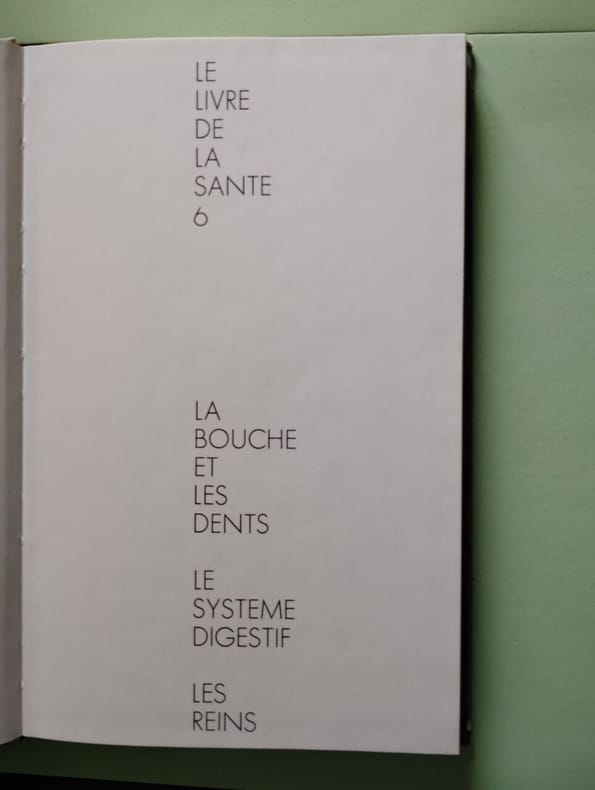 LE
LIVRE
DE
LA
SANTE
6
LA
BOUCHE
ET
LES
DENTS
LE
SYSTEME
DIGESTIF
LES
REINS